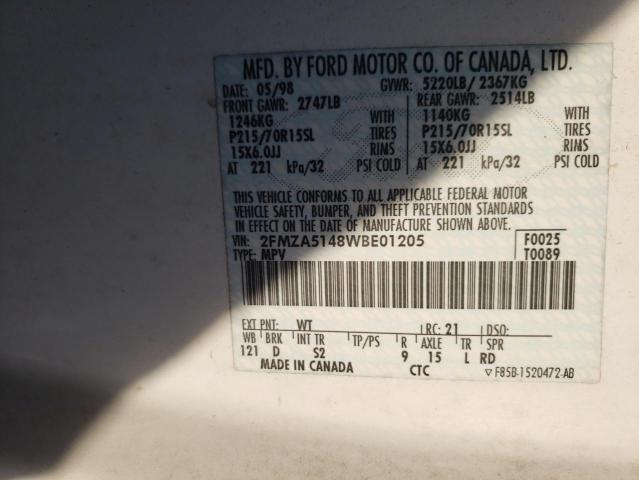 MFD. BY FORD MOTOR CO. OF CANADA, LTD.
DATE: 05/98 GVWR: 5220LB/ 2367KG
FRONT GAWR: 2747LB REAR GAWR: 2514LB
1246KG 1140KG
P215/70R15SL TIRES P215/70R15SL TIRES
15X6.0JJ RIMS 15X6.0JJ RIMS
AT 221 kPa/32 PSI COLD AT 221 kPa/32 PSI COLD
THIS VEHICLE CONFORMS TO ALL APPLICABLE FEDERAL MOTOR
VEHICLE SAFETY, BUMPER, AND THEFT PREVENTION STANDARDS
IN EFFECT ON THE DATE OF MANUFACTURE SHOWN ABOVE.
VIN: 2FMZA5148WBE01205 F0025
TYPE: MPV T0089
EXT PNT: WT RC: 21 DSO:
WB BRK INT TR TP/PS R AXLE TR SPR
121 D S2 9 15 L RD
MADE IN CANADA CTC ▽ F85B-1520472-AB